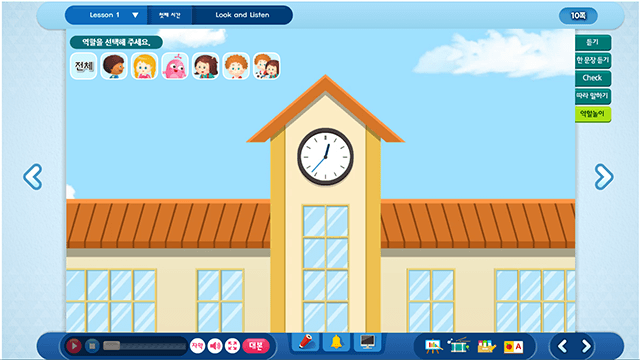 Lesson 1 ▼ 첫째 시간 Look and Listen 10쪽
역할을 선택해 주세요.
전체
듣기
한 문장 듣기
Check
따라 말하기
역할놀이
자막 대본
A